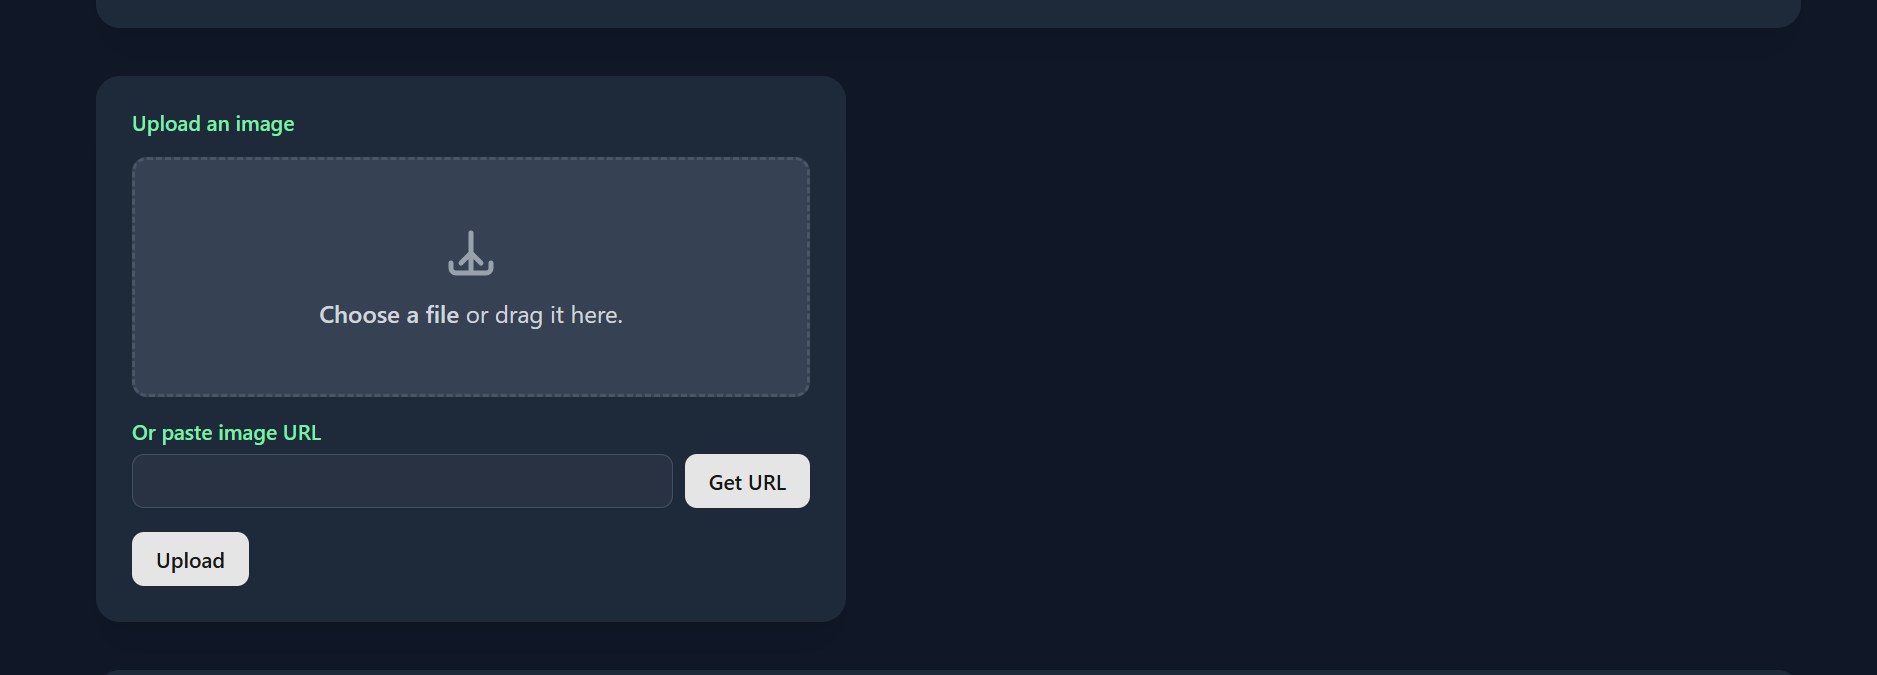 Upload an image
Choose a file or drag it here.
Or paste image URL
Get URL
Upload